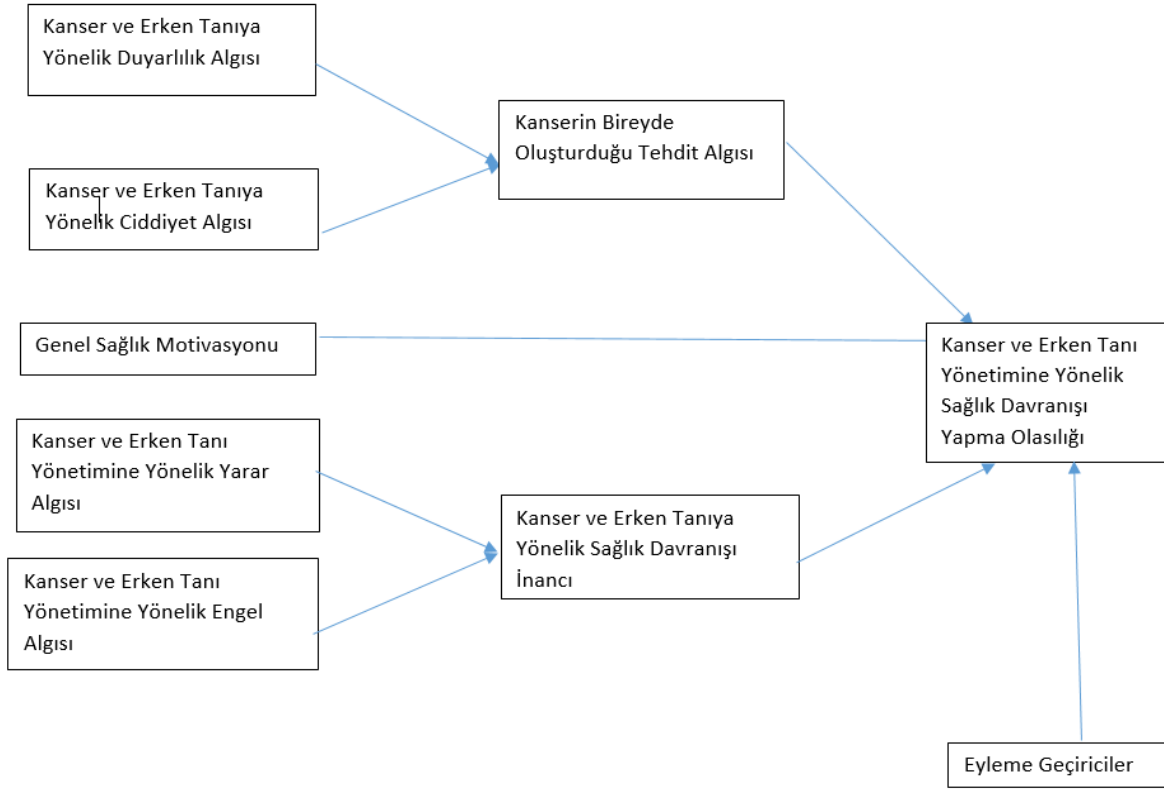 Kanser ve Erken Tanıya
Yönelik Duyarlılık Algısı
Kanser ve Erken Tanıya
Yönelik Ciddiyet Algısı
Kanserin Bireyde
Oluşturduğu Tehdit Algısı
Genel Sağlık Motivasyonu
Kanser ve Erken Tanı
Yönetimine Yönelik
Sağlık Davranışı
Yapma Olasılığı
Kanser ve Erken Tanı
Yönetimine Yönelik Yarar
Algısı
Kanser ve Erken Tanı
Yönetimine Yönelik Engel
Algısı
Kanser ve Erken Tanıya
Yönelik Sağlık Davranışı
İnancı
Eyleme Geçiriciler